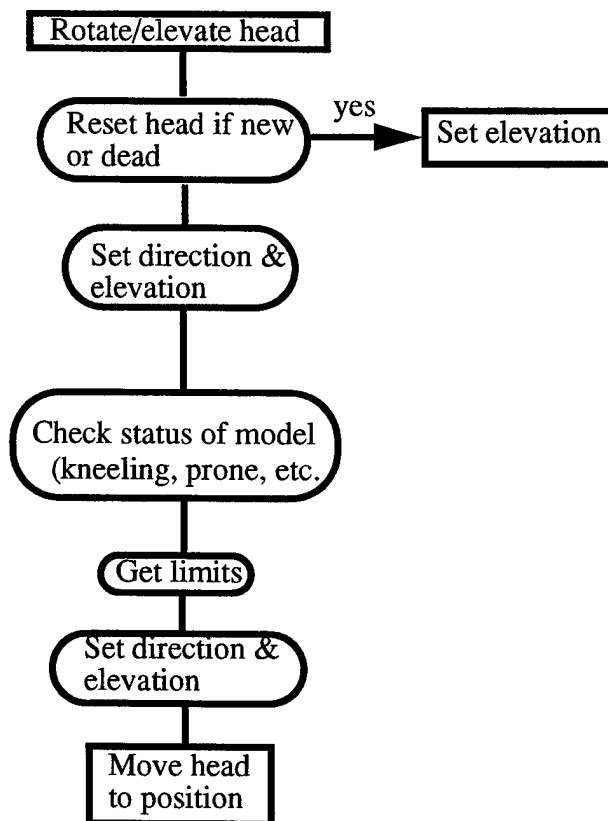 Rotate/elevate head
Reset head if new
or dead
yes
Set elevation
Set direction &
elevation
Check status of model
(kneeling, prone, etc.
Get limits
Set direction &
elevation
Move head
to position